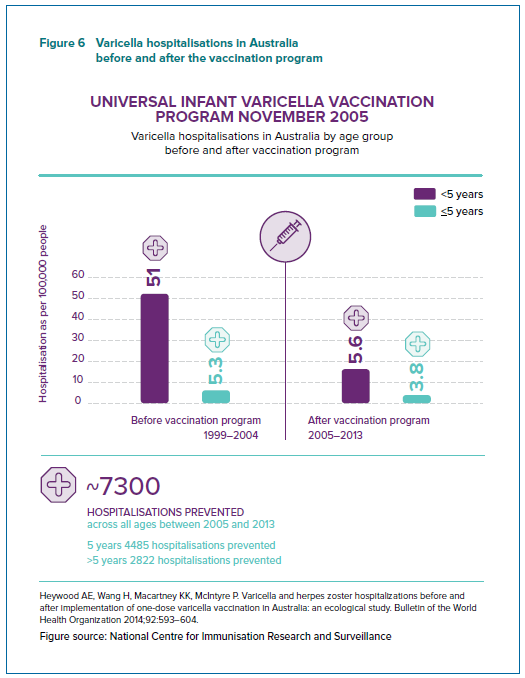 Figure 6 Varicella hospitalisations in Australia
before and after the vaccination program
UNIVERSAL INFANT VARICELLA VACCINATION
PROGRAM NOVEMBER 2005
Varicella hospitalisations in Australia by age group
before and after vaccination program
<5 years
≤5 years
Hospitalisation as per 100,000 people
60
50
40
30
20
10
0
51
5.3
5.6
3.8
Before vaccination program
1999–2004
After vaccination program
2005–2013
~7300
HOSPITALISATIONS PREVENTED
across all ages between 2005 and 2013
5 years 4485 hospitalisations prevented
>5 years 2822 hospitalisations prevented
Heywood AE, Wang H, Macartney KK, McIntyre P. Varicella and herpes zoster hospitalizations before and
after implementation of one-dose varicella vaccination in Australia: an ecological study. Bulletin of the World
Health Organization 2014;92:593–604.
Figure source: National Centre for Immunisation Research and Surveillance